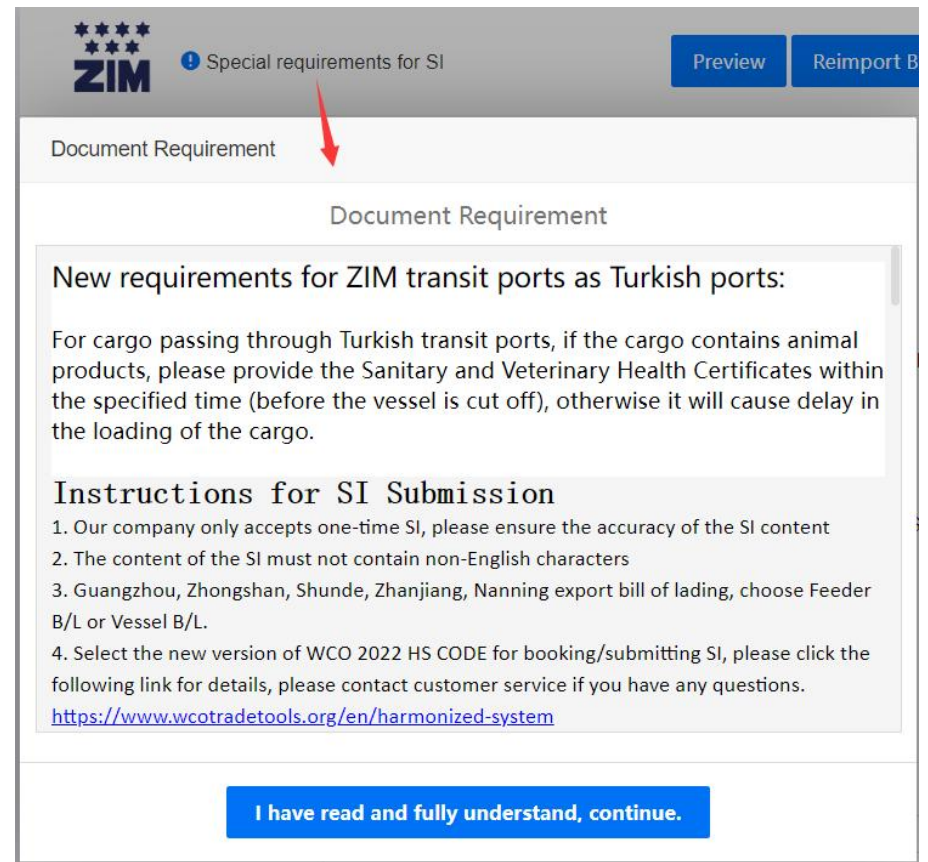 ZIM
Special requirements for SI
Preview
Reimport B
Document Requirement
Document Requirement
New requirements for ZIM transit ports as Turkish ports:
For cargo passing through Turkish transit ports, if the cargo contains animal
products, please provide the Sanitary and Veterinary Health Certificates within
the specified time (before the vessel is cut off), otherwise it will cause delay in
the loading of the cargo.
Instructions for SI Submission
1. Our company only accepts one-time SI, please ensure the accuracy of the SI content
2. The content of the SI must not contain non-English characters
3. Guangzhou, Zhongshan, Shunde, Zhanjiang, Nanning export bill of lading, choose Feeder
B/L or Vessel B/L.
4. Select the new version of WCO 2022 HS CODE for booking/submitting SI, please click the
following link for details, please contact customer service if you have any questions.
https://www.wcotradetools.org/en/harmonized-system
I have read and fully understand, continue.